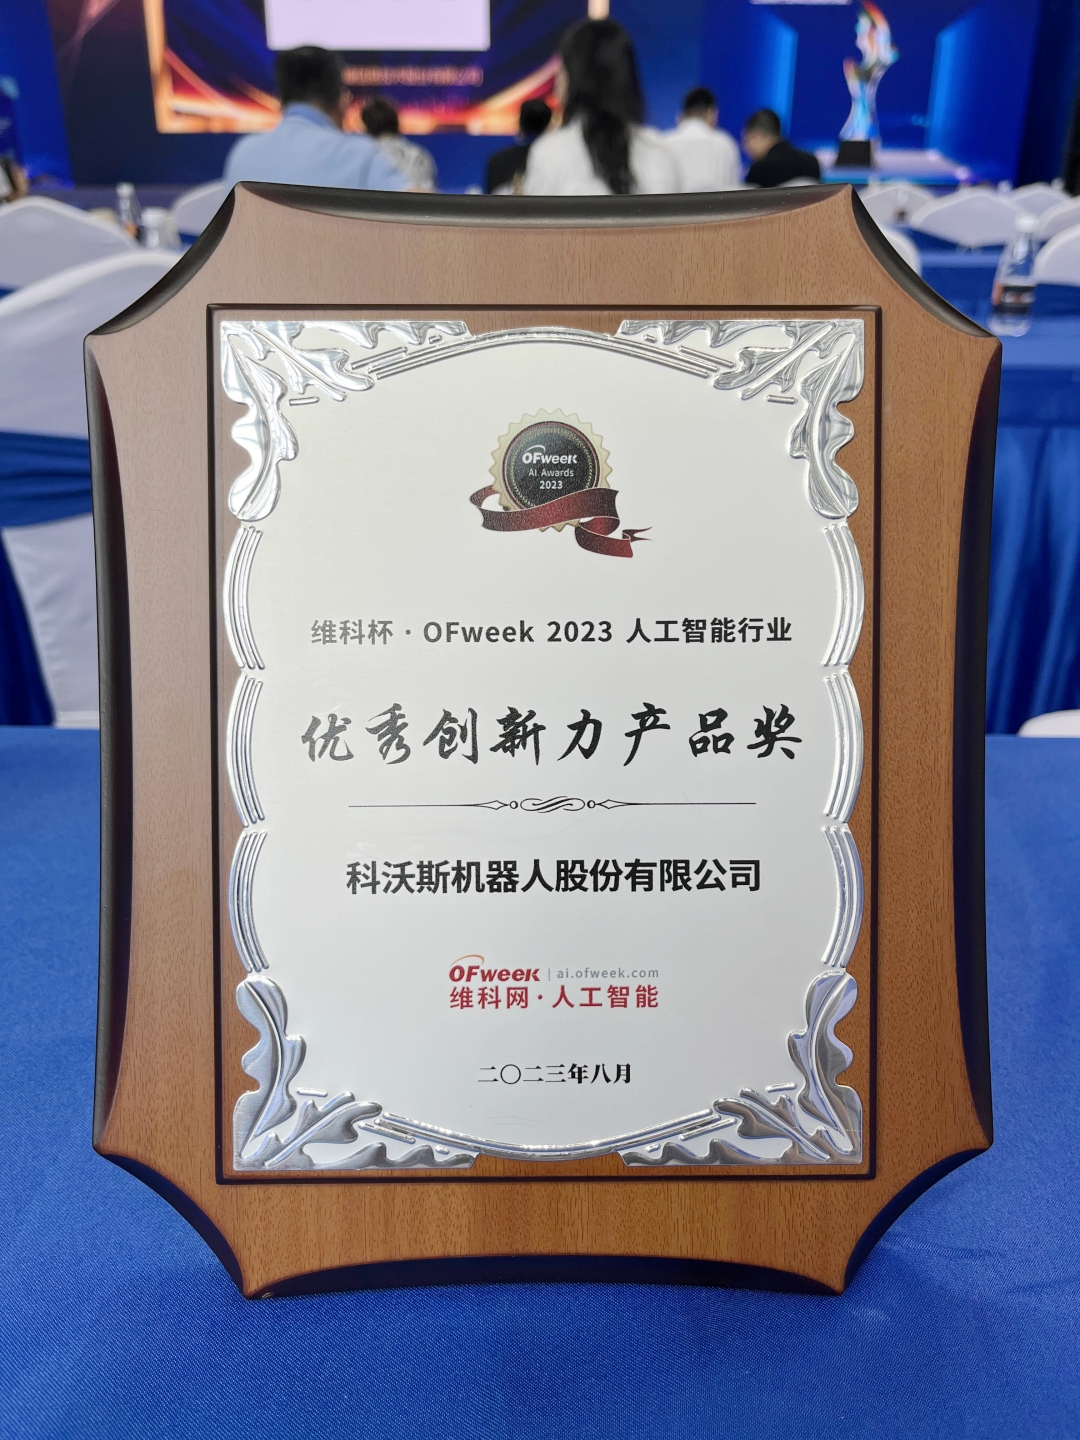 OFweek
AI Awards
2023
维科杯·OFweek 2023 人工智能行业
优秀创新力产品奖
科沃斯机器人股份有限公司
OFweek | ai.ofweek.com
维科网·人工智能
二〇二三年八月